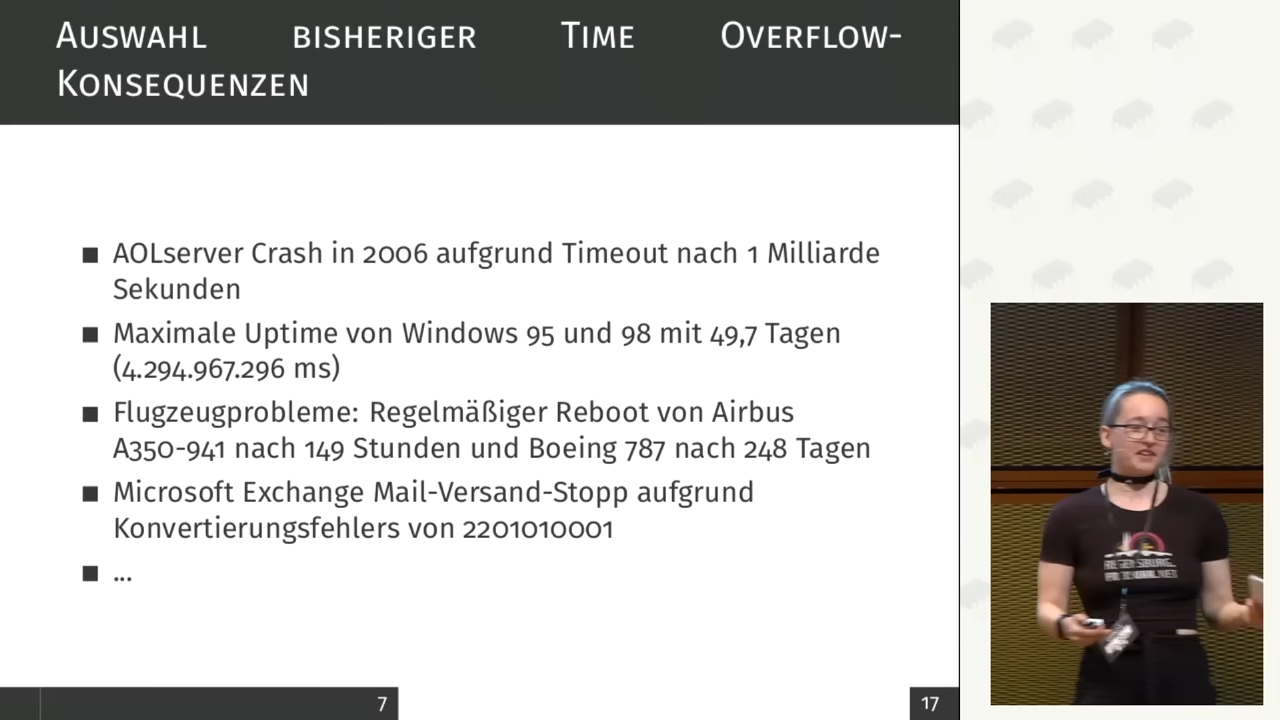 Auswahl bisheriger Time Overflow-
Konsequenzen
■ AOLserver Crash in 2006 aufgrund Timeout nach 1 Milliarde
Sekunden
■ Maximale Uptime von Windows 95 und 98 mit 49,7 Tagen
(4.294.967.296 ms)
■ Flugzeugprobleme: Regelmäßiger Reboot von Airbus
A350-941 nach 149 Stunden und Boeing 787 nach 248 Tagen
■ Microsoft Exchange Mail-Versand-Stopp aufgrund
Konvertierungsfehlers von 2201010001
■ ...
7
17